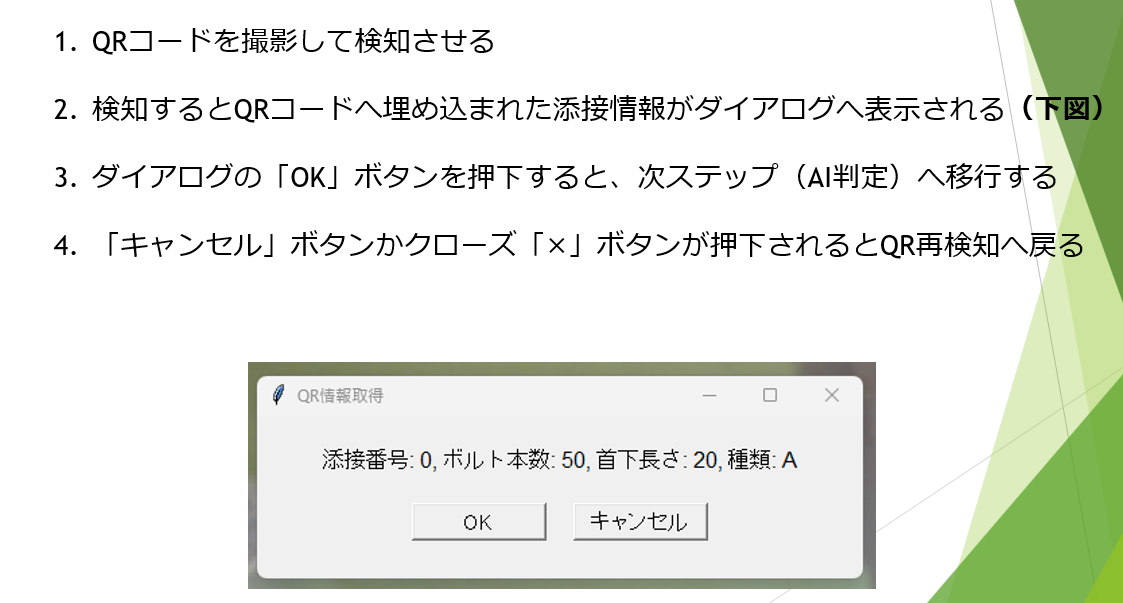 1. QRコードを撮影して検知させる
2. 検知するとQRコードへ埋め込まれた添接情報がダイアログへ表示される（下図）
3. ダイアログの「OK」ボタンを押下すると、次ステップ（AI判定）へ移行する
4. 「キャンセル」ボタンかクローズ「×」ボタンが押下されるとQR再検知へ戻る
QR情報取得
添接番号: 0, ボルト本数: 50, 首下長さ: 20, 種類: A
OK キャンセル